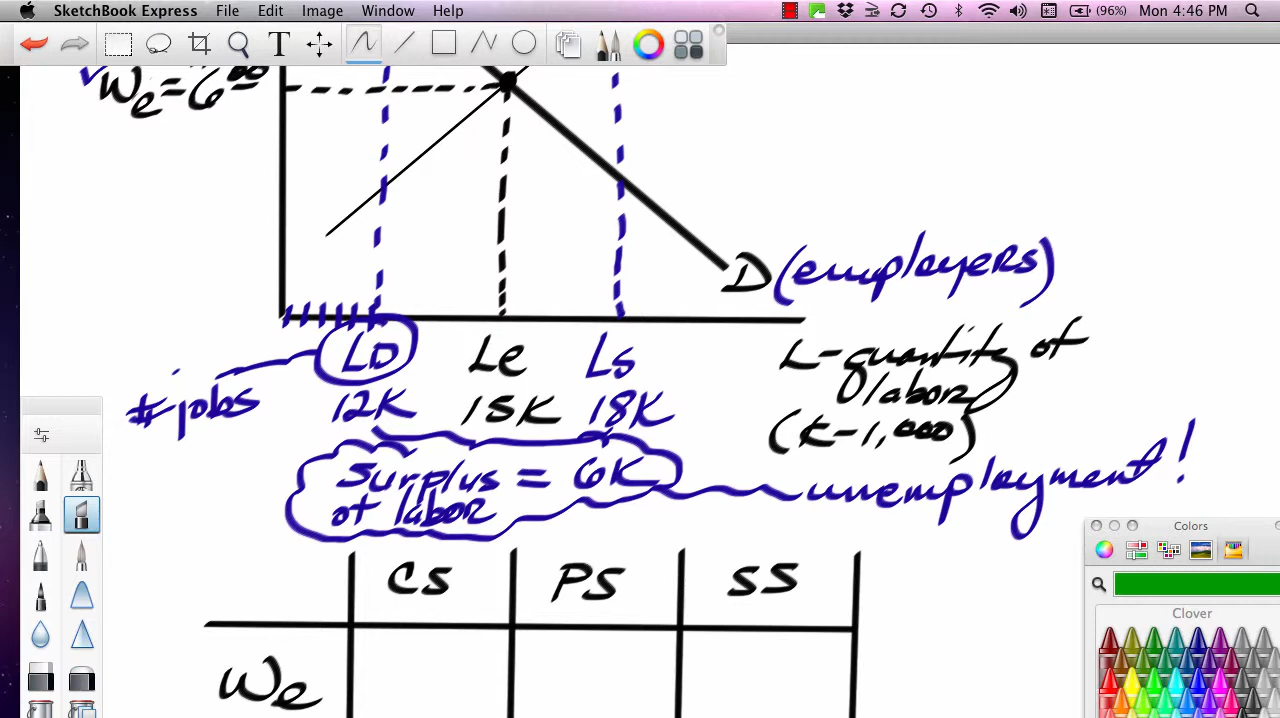 SketchBook Express File Edit Image Window Help (96%) Mon 4:46 PM
T
We = 6.00
D (employers)
LD Le Ls
L - quantity of
labor
(K - 1,000)
# jobs
12K 15K 18K
Surplus = 6K
of labor
unemployment!
Colors
Clover
CS PS SS
We